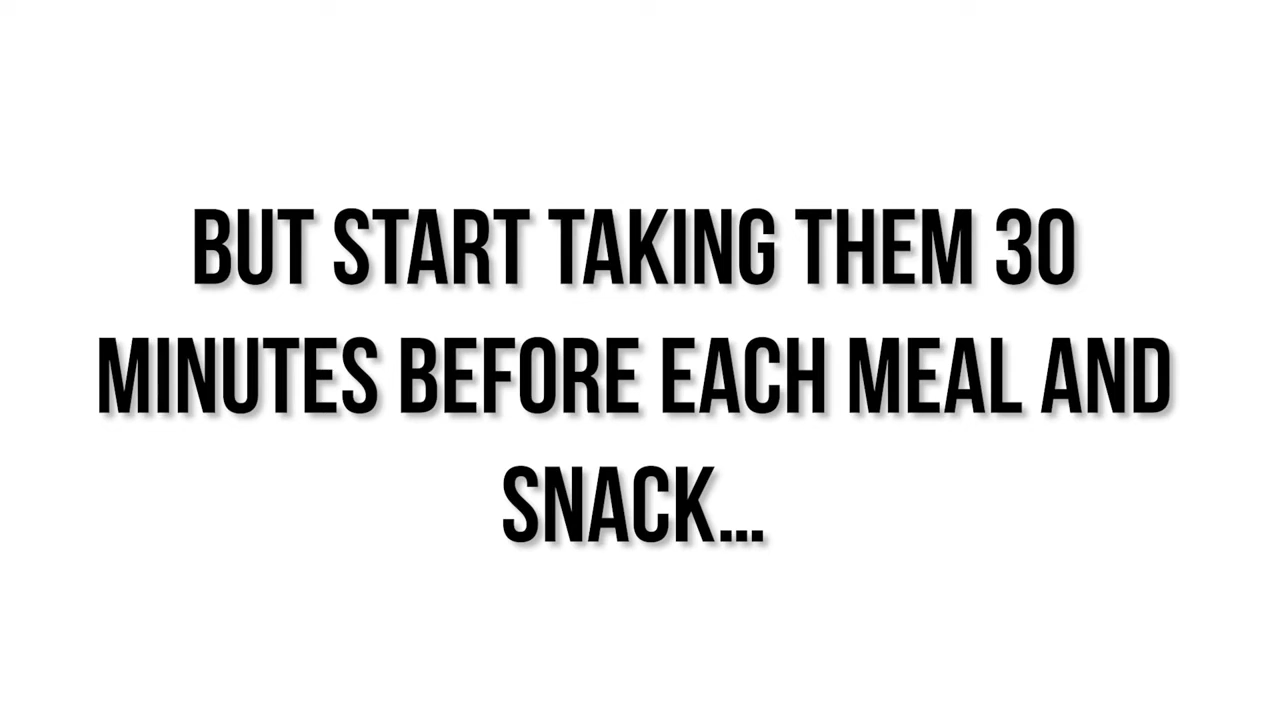 BUT START TAKING THEM 30
MINUTES BEFORE EACH MEAL AND
SNACK...